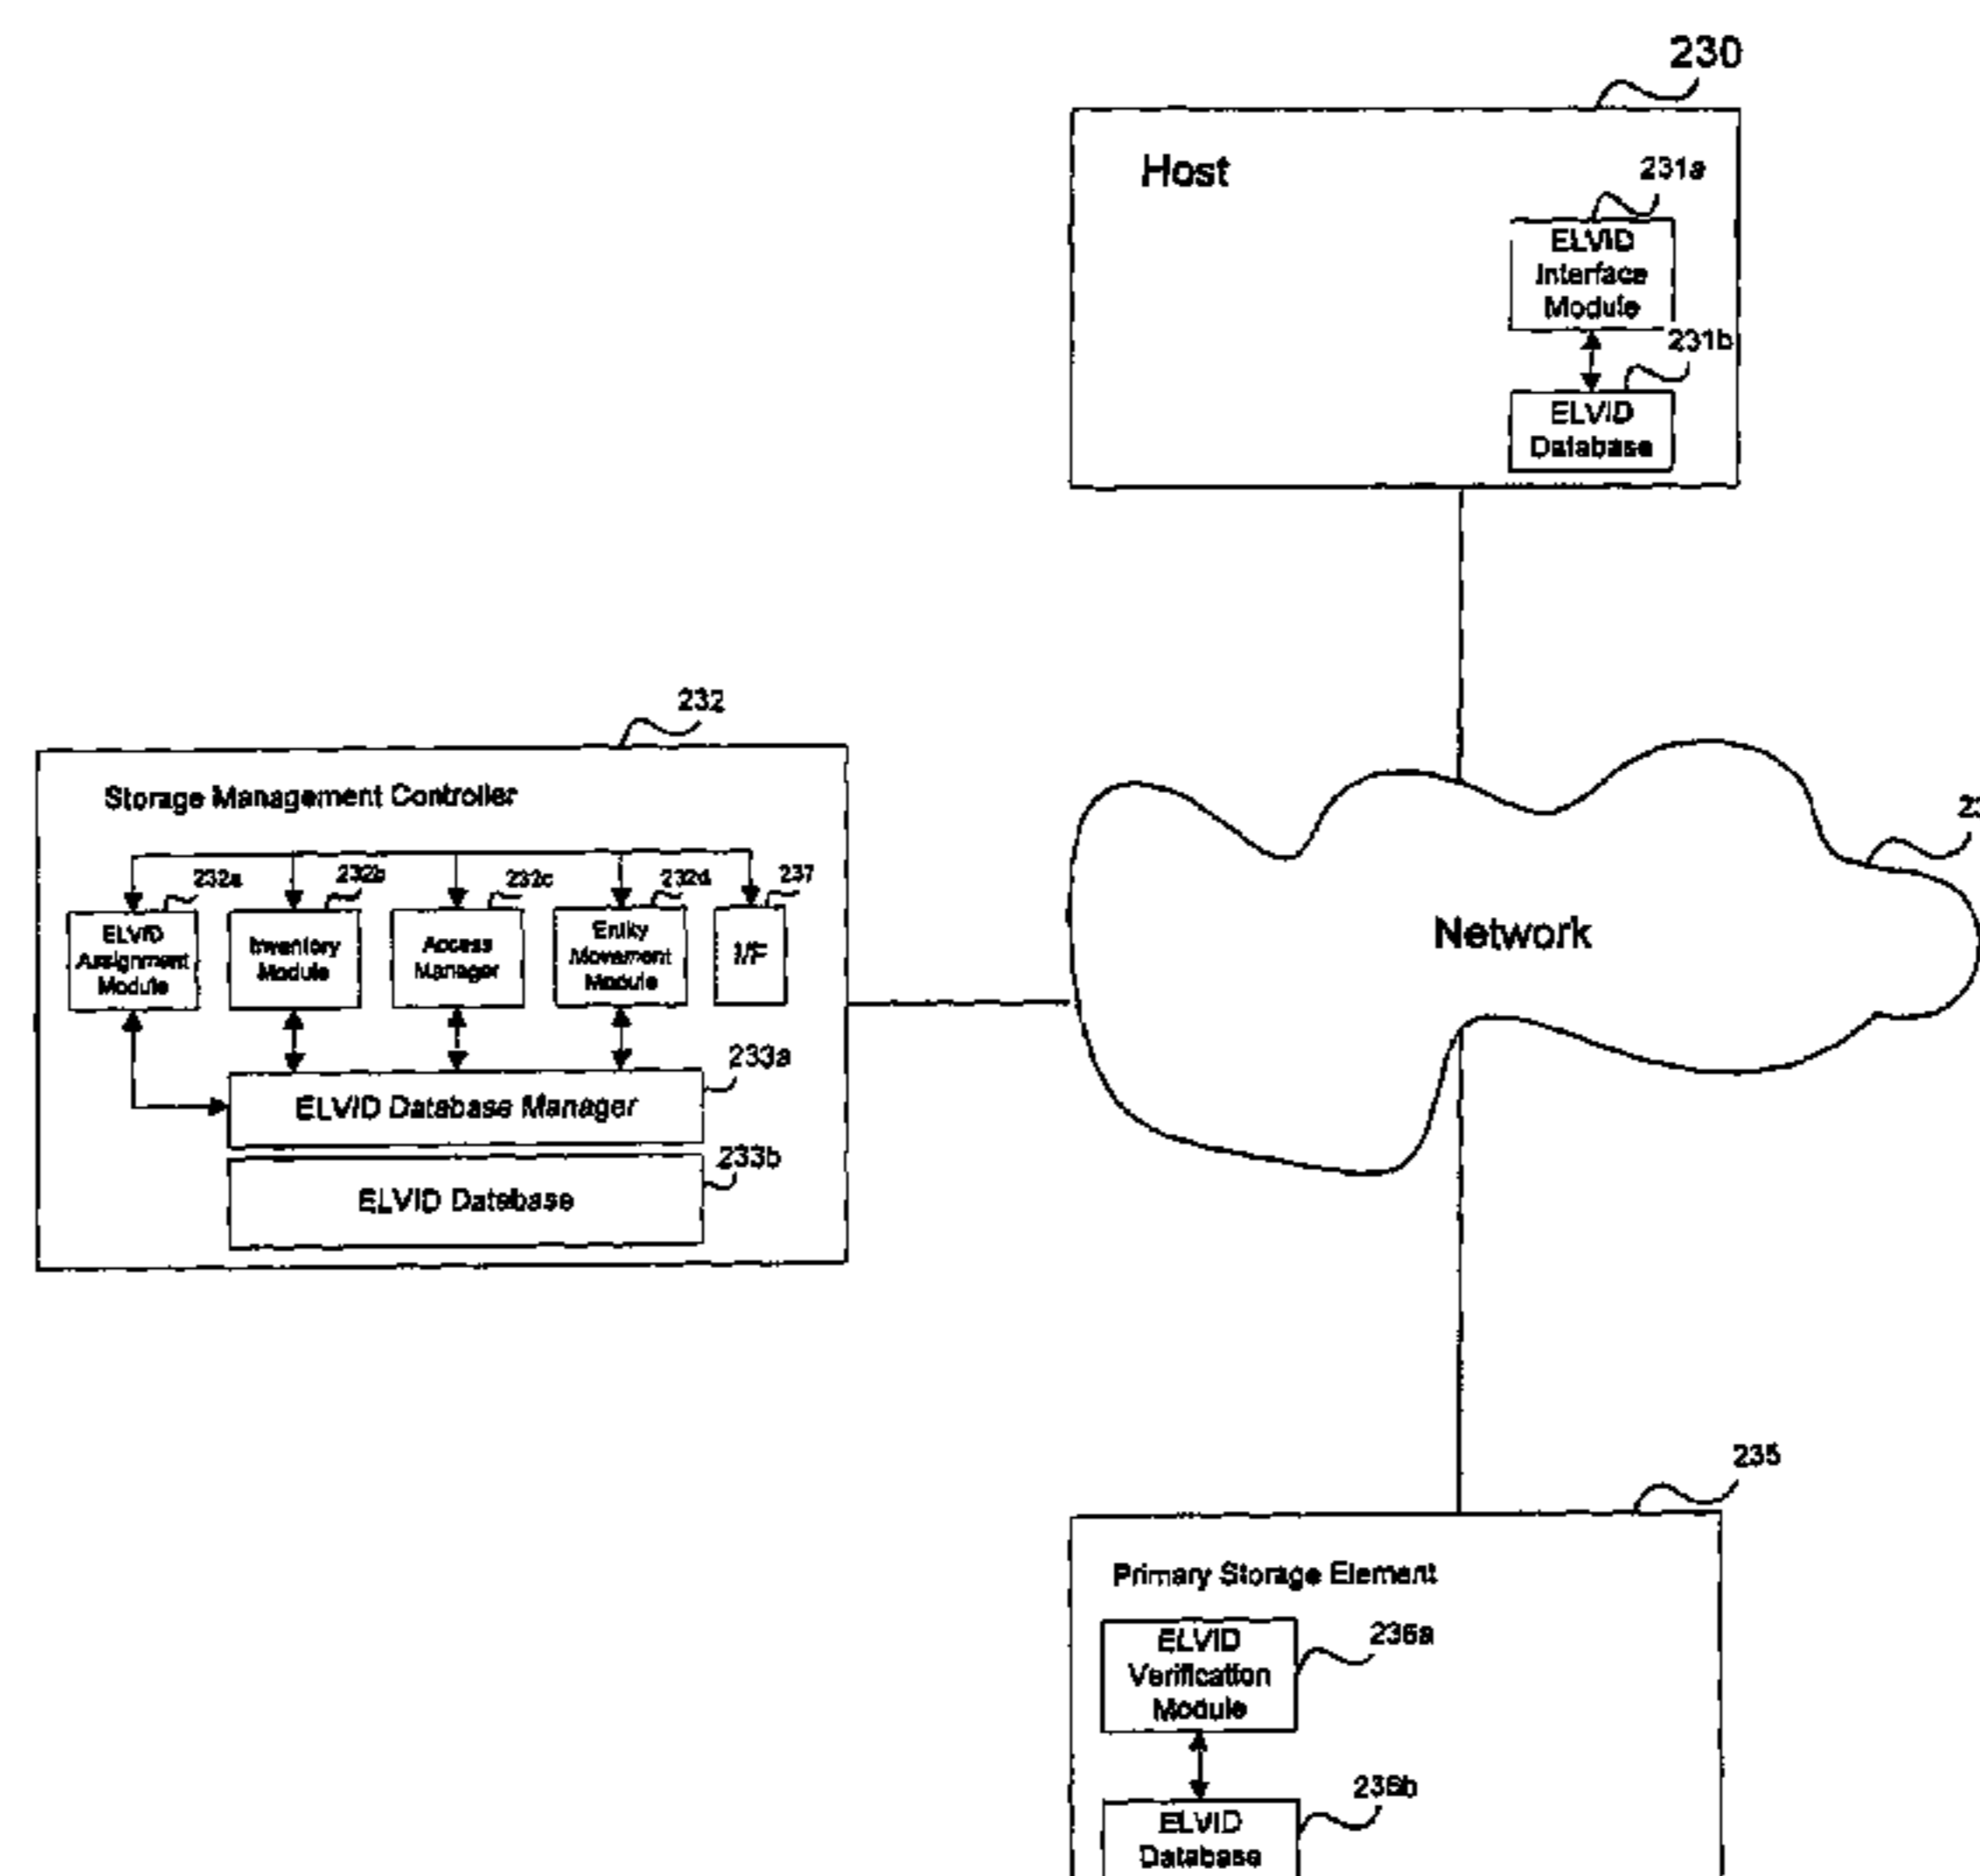 230
Host
231a
ELVID
Interface
Module
231b
ELVID
Database
232
Storage Management Controller
232a
232b
232c
232d
237
ELVID
Assignment
Module
Inventory
Module
Access
Manager
Entity
Movement
Module
I/F
233a
ELVID Database Manager
233b
ELVID Database
Network
235
Primary Storage Element
236a
ELVID
Verification
Module
236b
ELVID
Database